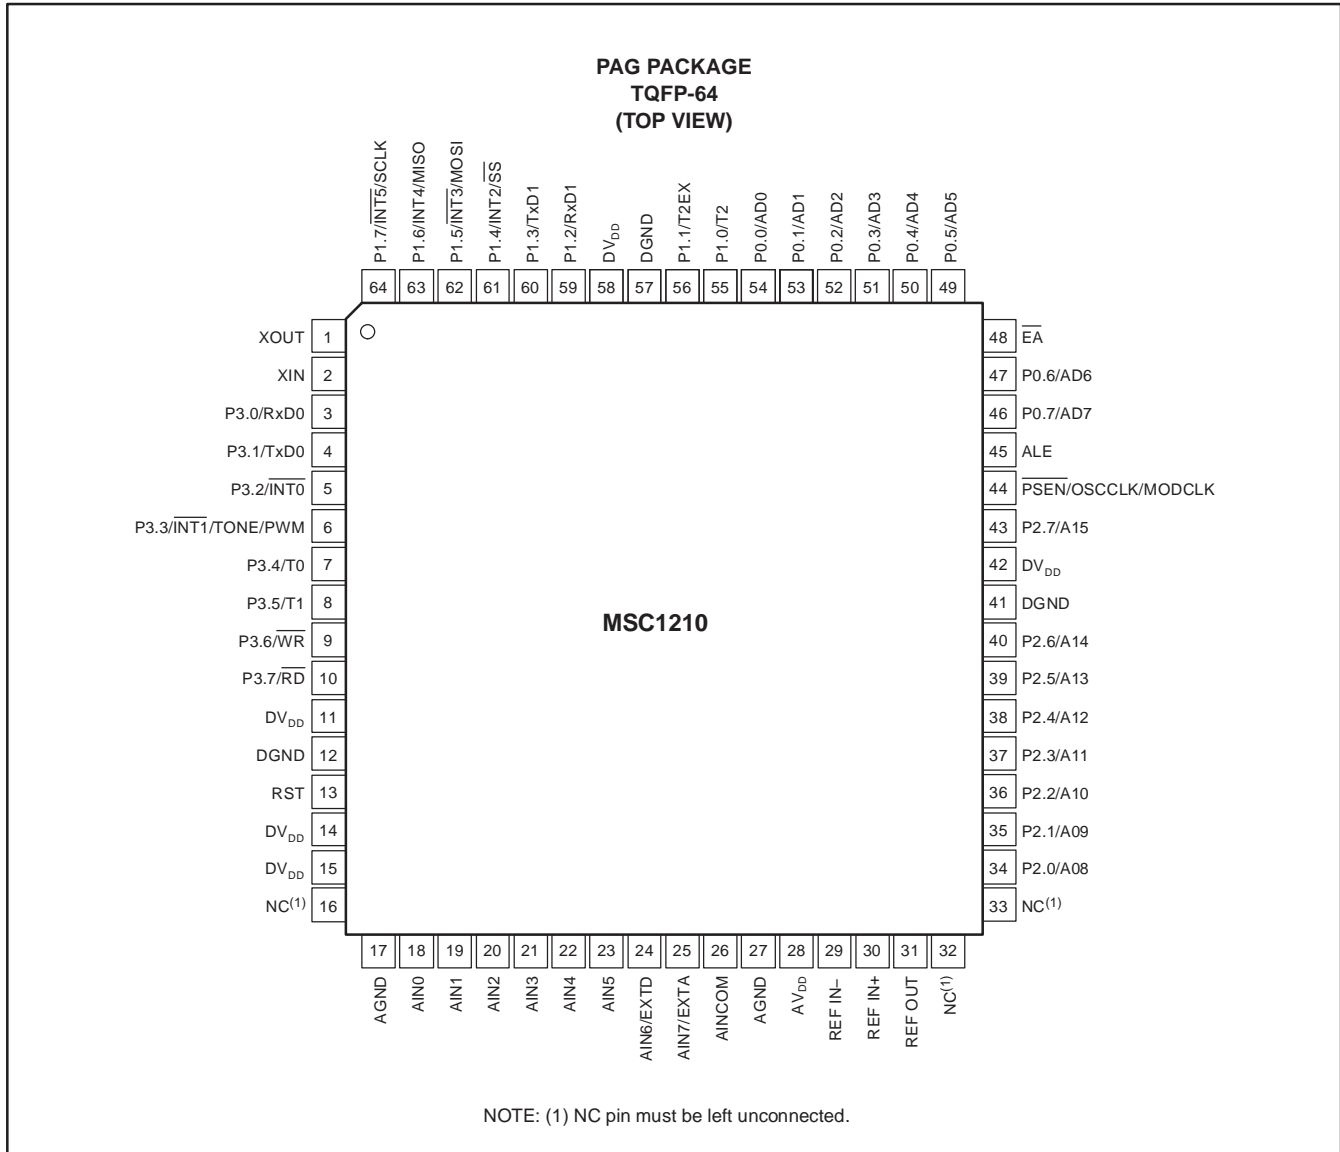 PAG PACKAGE
TQFP-64
(TOP VIEW)
P1.7/I̅N̅T̅5̅/SCLK
P1.6/INT4/MISO
P1.5/I̅N̅T̅3̅/MOSI
P1.4/INT2/S̅S̅
P1.3/TxD1
P1.2/RxD1
DVDD
DGND
P1.1/T2EX
P1.0/T2
P0.0/AD0
P0.1/AD1
P0.2/AD2
P0.3/AD3
P0.4/AD4
P0.5/AD5
64 63 62 61 60 59 58 57 56 55 54 53 52 51 50 49
XOUT 1
XIN 2
P3.0/RxD0 3
P3.1/TxD0 4
P3.2/I̅N̅T̅0̅ 5
P3.3/I̅N̅T̅1̅/TONE/PWM 6
P3.4/T0 7
P3.5/T1 8
P3.6/W̅R̅ 9
P3.7/R̅D̅ 10
DVDD 11
DGND 12
RST 13
DVDD 14
DVDD 15
NC(1) 16
MSC1210
48 E̅A̅
47 P0.6/AD6
46 P0.7/AD7
45 ALE
44 P̅S̅E̅N̅/OSCCLK/MODCLK
43 P2.7/A15
42 DVDD
41 DGND
40 P2.6/A14
39 P2.5/A13
38 P2.4/A12
37 P2.3/A11
36 P2.2/A10
35 P2.1/A09
34 P2.0/A08
33 NC(1)
17 18 19 20 21 22 23 24 25 26 27 28 29 30 31 32
AGND
AIN0
AIN1
AIN2
AIN3
AIN4
AIN5
AIN6/EXTD
AIN7/EXTA
AINCOM
AGND
AVDD
REF IN–
REF IN+
REF OUT
NC(1)
NOTE: (1) NC pin must be left unconnected.